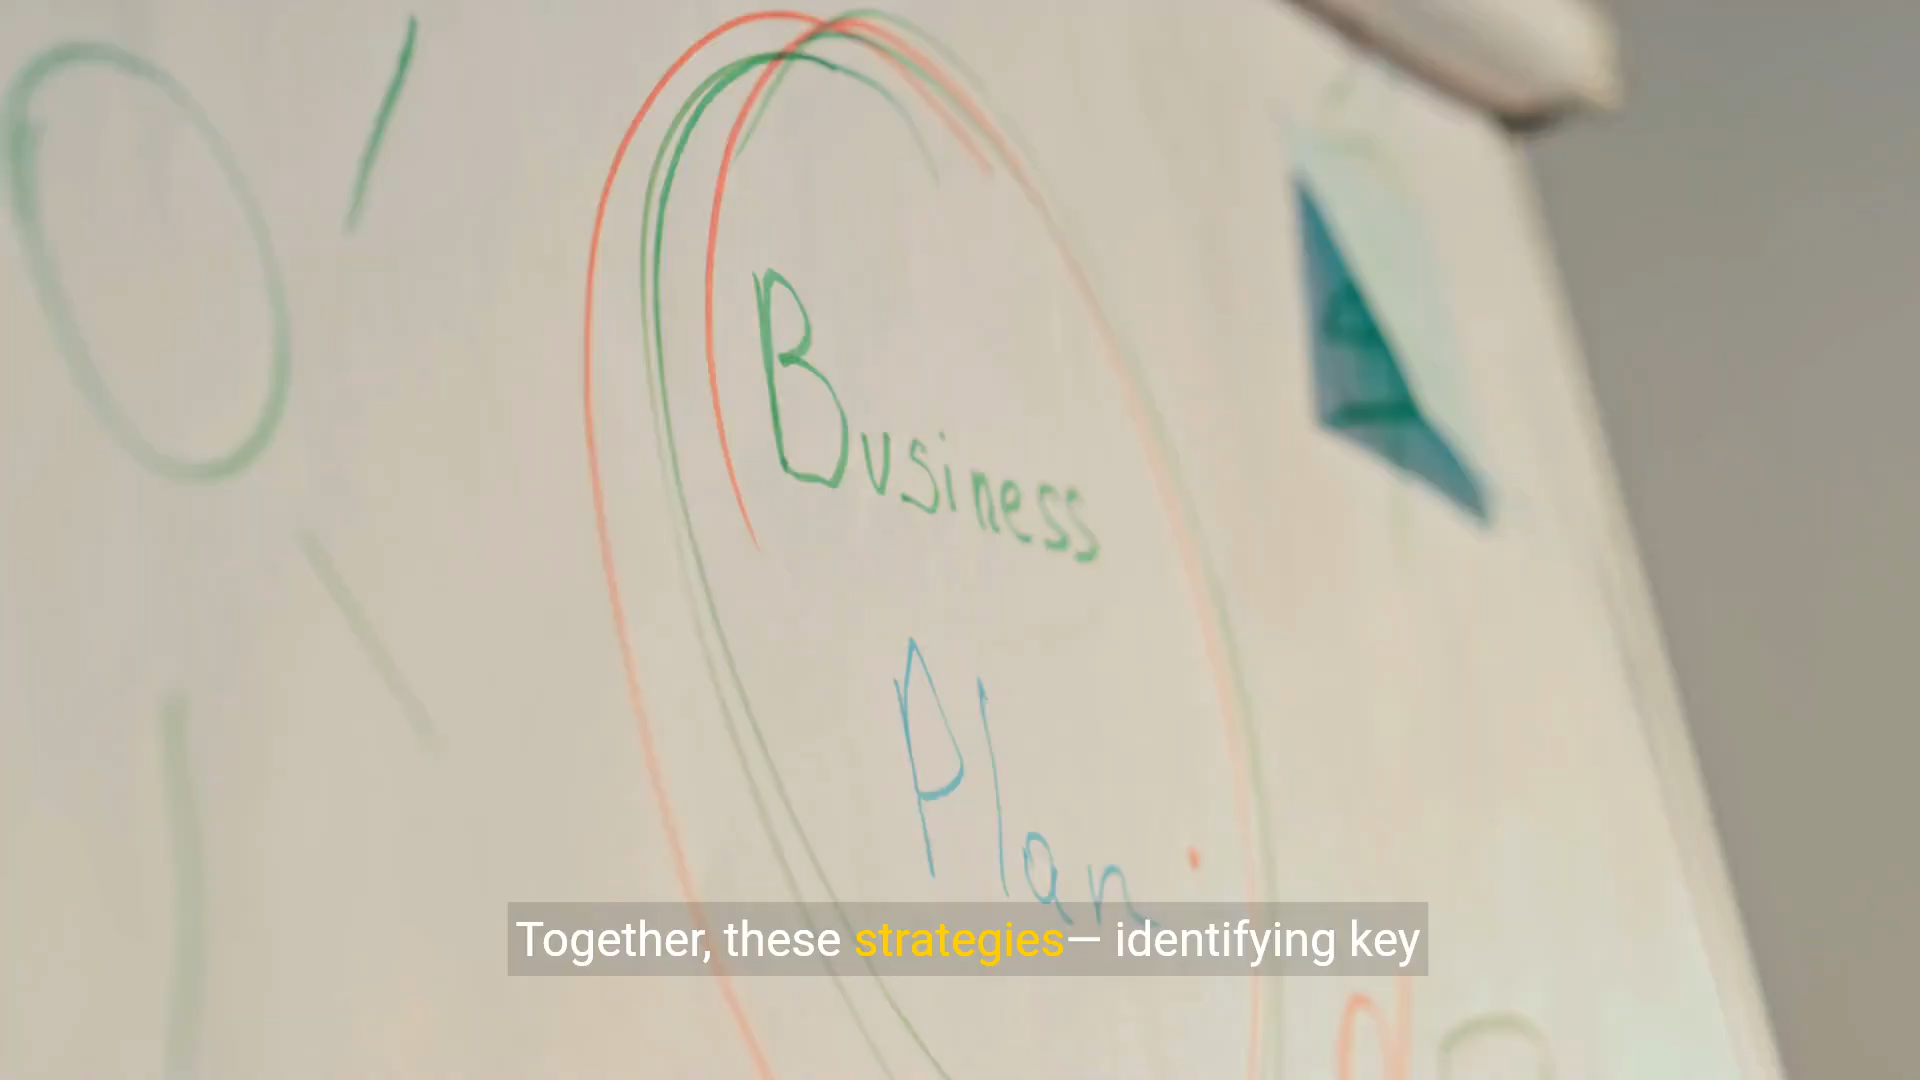 Business
Plan
Together, these strategies— identifying key